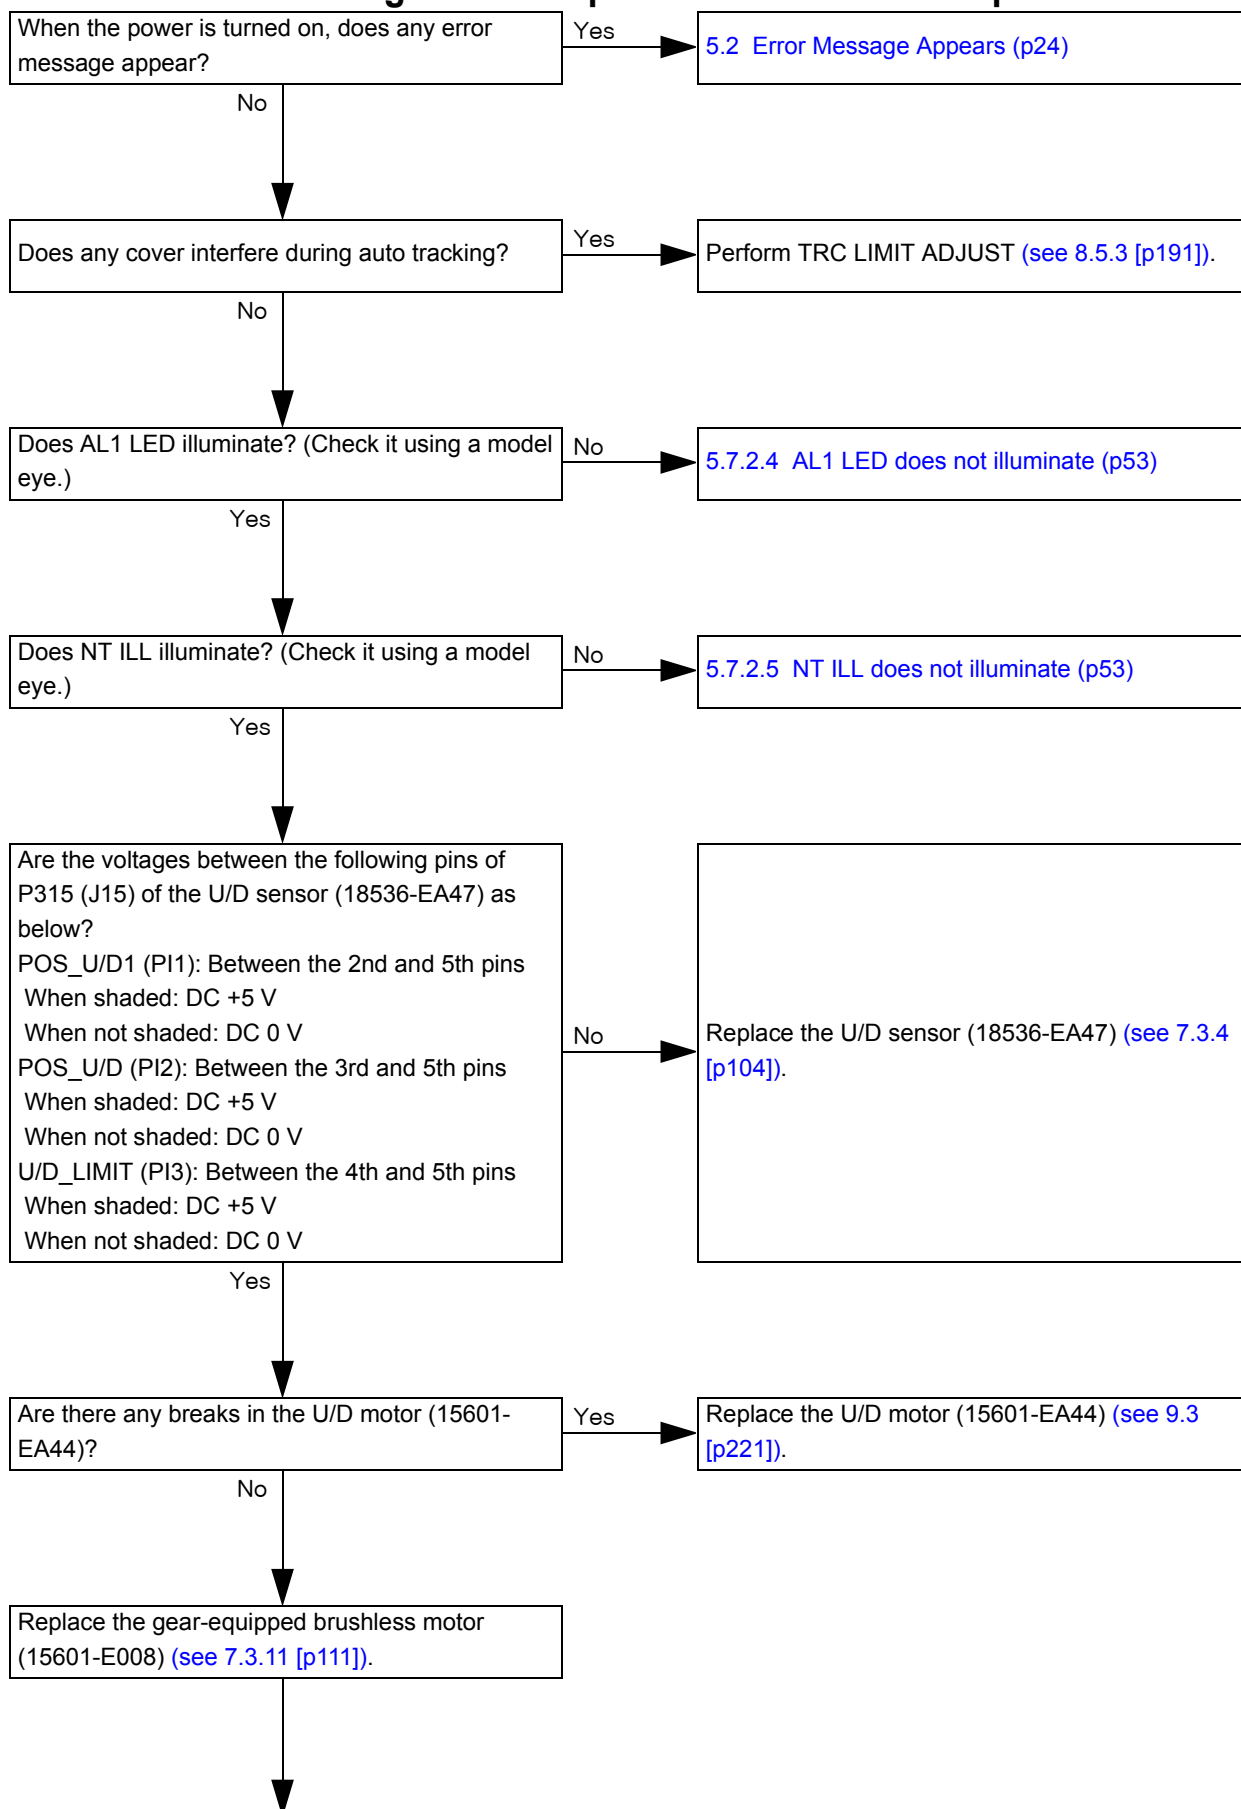 When the power is turned on, does any error
message appear?
Yes
5.2 Error Message Appears (p24)
No
Does any cover interfere during auto tracking?
Yes
Perform TRC LIMIT ADJUST (see 8.5.3 [p191]).
No
Does AL1 LED illuminate? (Check it using a model
eye.)
No
5.7.2.4 AL1 LED does not illuminate (p53)
Yes
Does NT ILL illuminate? (Check it using a model
eye.)
No
5.7.2.5 NT ILL does not illuminate (p53)
Yes
Are the voltages between the following pins of
P315 (J15) of the U/D sensor (18536-EA47) as
below?
POS_U/D1 (PI1): Between the 2nd and 5th pins
When shaded: DC +5 V
When not shaded: DC 0 V
POS_U/D (PI2): Between the 3rd and 5th pins
When shaded: DC +5 V
When not shaded: DC 0 V
U/D_LIMIT (PI3): Between the 4th and 5th pins
When shaded: DC +5 V
When not shaded: DC 0 V
No
Replace the U/D sensor (18536-EA47) (see 7.3.4
[p104]).
Yes
Are there any breaks in the U/D motor (15601-
EA44)?
Yes
Replace the U/D motor (15601-EA44) (see 9.3
[p221]).
No
Replace the gear-equipped brushless motor
(15601-E008) (see 7.3.11 [p111]).